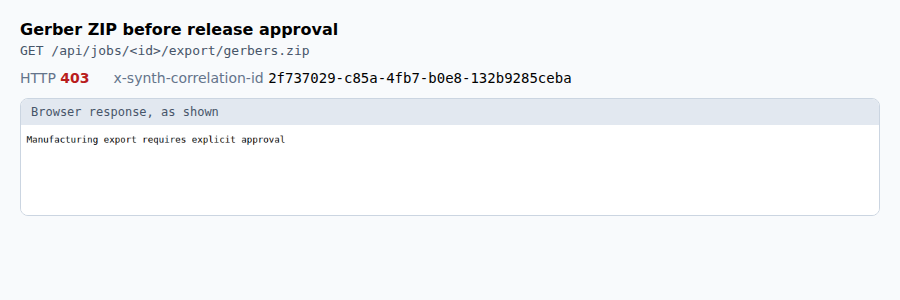 Gerber ZIP before release approval
GET /api/jobs/<id>/export/gerbers.zip
HTTP 403 x-synth-correlation-id 2f737029-c85a-4fb7-b0e8-132b9285ceba
Browser response, as shown
Manufacturing export requires explicit approval